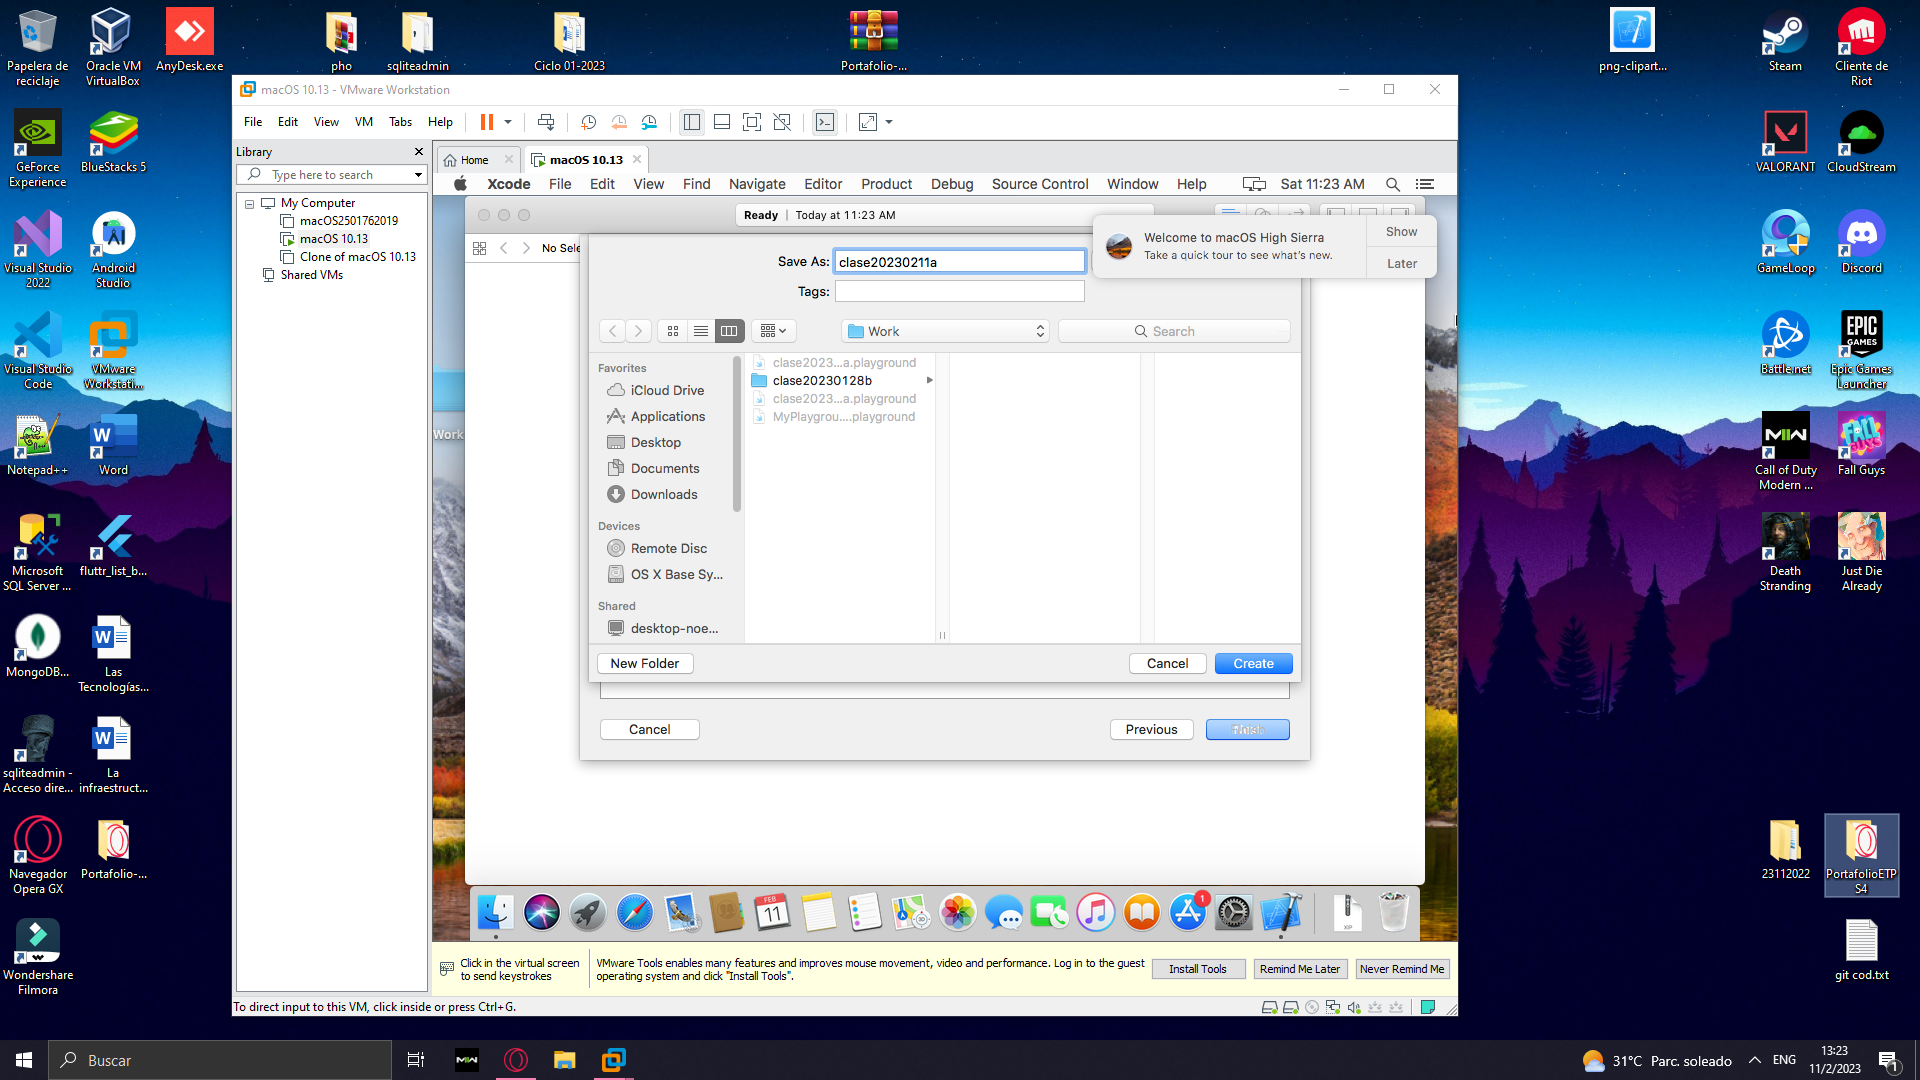 Papelera de
reciclaje
Oracle VM
VirtualBox
AnyDesk.exe
pho
sqliteadmin
Ciclo 01-2023
Portafolio-...
png-clipart...
Steam
Cliente de
Riot
macOS 10.13 - VMware Workstation
File Edit View VM Tabs Help
Library
Type here to search
My Computer
macOS2501762019
macOS 10.13
Clone of macOS 10.13
Shared VMs
Home
macOS 10.13
Xcode File Edit View Find Navigate Editor Product Debug Source Control Window Help
Sat 11:23 AM
Ready | Today at 11:23 AM
No Sele
Welcome to macOS High Sierra
Take a quick tour to see what's new.
Show
Later
Save As: clase20230211a
Tags:
Work
Search
Favorites
iCloud Drive
Applications
Desktop
Documents
Downloads
Devices
Remote Disc
OS X Base Sy...
Shared
desktop-noe...
clase2023...a.playground
clase20230128b
clase2023...a.playground
MyPlaygrou....playground
Work
New Folder
Cancel
Create
Cancel
Previous
Finish
FEB
11
3D
1
XIP
Click in the virtual screen
to send keystrokes
VMware Tools enables many features and improves mouse movement, video and performance. Log in to the guest
operating system and click "Install Tools".
Install Tools
Remind Me Later
Never Remind Me
To direct input to this VM, click inside or press Ctrl+G.
GeForce
Experience
BlueStacks 5
Visual Studio
2022
Android
Studio
Visual Studio
Code
VMware
Workstati...
Notepad++
Word
Microsoft
SQL Server ...
fluttr_list_b...
MongoDB...
Las
Tecnologías...
sqliteadmin -
Acceso dire...
La
infraestruct...
Navegador
Opera GX
Portafolio-...
Wondershare
Filmora
VALORANT
CloudStream
GameLoop
Discord
Battle.net
EPIC
GAMES
Epic Games
Launcher
MW
Call of Duty
Modern ...
FALL
GUYS
Fall Guys
Death
Stranding
Just Die
Already
23112022
PortafolioETP
S4
git cod.txt
Buscar
MW
31°C Parc. soleado
ENG
13:23
11/2/2023
1